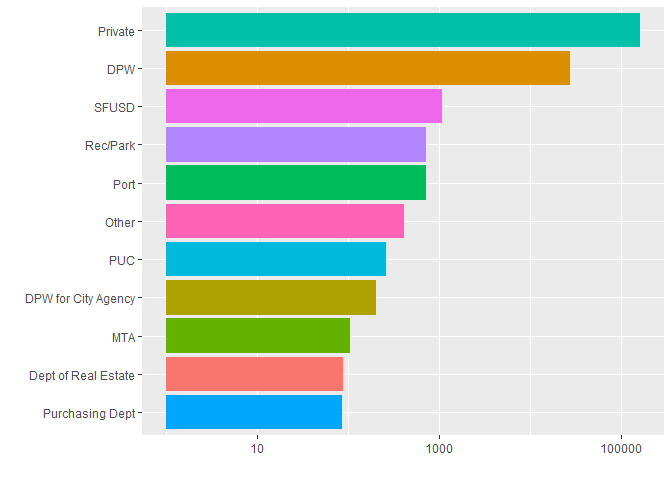 Private
DPW
SFUSD
Rec/Park
Port
Other
PUC
DPW for City Agency
MTA
Dept of Real Estate
Purchasing Dept
10 1000 100000